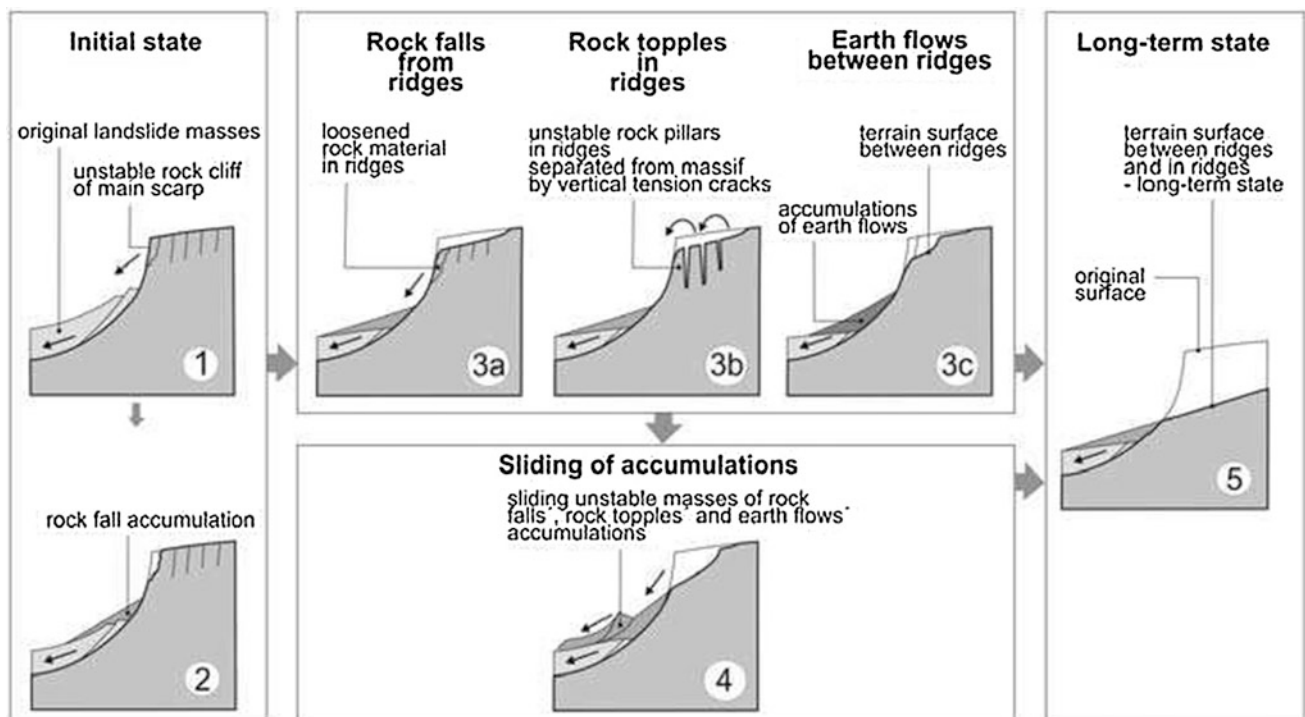 Initial state
original landslide masses
unstable rock cliff
of main scarp
1
rock fall accumulation
2
Rock falls
from
ridges
loosened
rock material
in ridges
3a
Rock topples
in
ridges
unstable rock pillars
in ridges
separated from massif
by vertical tension cracks
3b
Earth flows
between ridges
terrain surface
between ridges
accumulations
of earth flows
3c
Sliding of accumulations
sliding unstable masses of rock
falls´, rock topples´ and earth flows´
accumulations
4
Long-term state
terrain surface
between ridges
and in ridges
- long-term state
original
surface
5